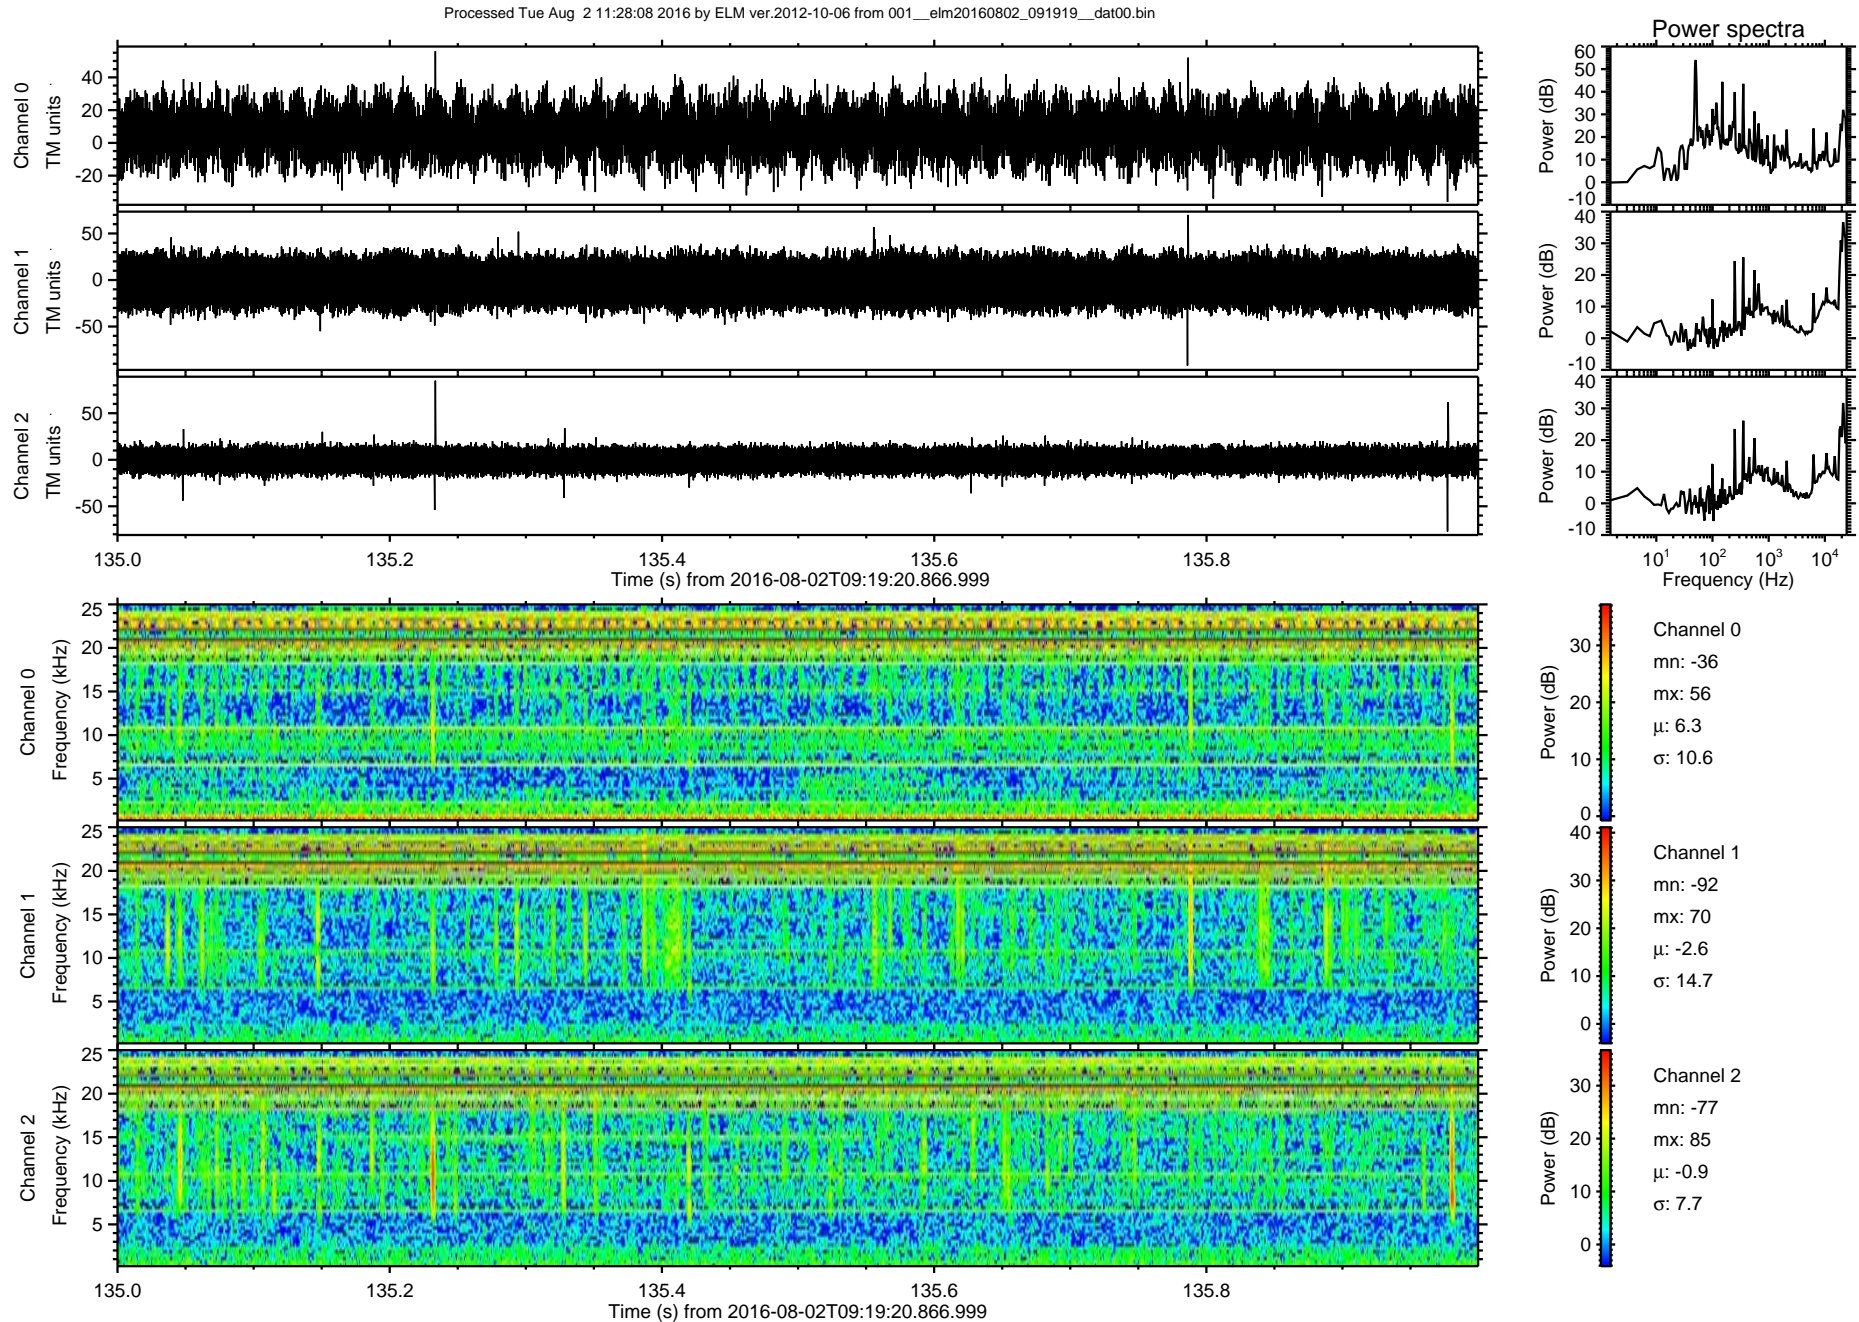 Processed Tue Aug  2 11:28:08 2016 by ELM ver.2012-10-06 from 001__elm20160802_091919__dat00.bin
Power spectra
Channel 0
TM units
40
20
0
-20
Power (dB)
60
50
40
30
20
10
0
-10
Channel 1
TM units
50
0
-50
Power (dB)
40
30
20
10
0
-10
Channel 2
TM units
50
0
-50
Power (dB)
40
30
20
10
0
-10
135.0 135.2 135.4 135.6 135.8
Time (s) from 2016-08-02T09:19:20.866.999
10¹ 10² 10³ 10⁴
Frequency (Hz)
Channel 0
Frequency (kHz)
25
20
15
10
5
Power (dB)
30
20
10
0
Channel 0
mn: -36
mx: 56
μ: 6.3
σ: 10.6
Channel 1
Frequency (kHz)
25
20
15
10
5
Power (dB)
40
30
20
10
0
Channel 1
mn: -92
mx: 70
μ: -2.6
σ: 14.7
Channel 2
Frequency (kHz)
25
20
15
10
5
Power (dB)
30
20
10
0
Channel 2
mn: -77
mx: 85
μ: -0.9
σ: 7.7
135.0 135.2 135.4 135.6 135.8
Time (s) from 2016-08-02T09:19:20.866.999